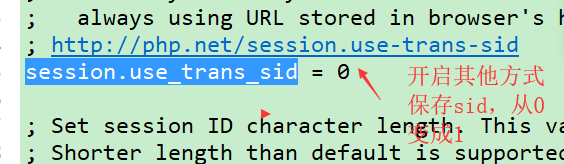 ;   always using URL stored in browser's h
; http://php.net/session.use-trans-sid
session.use_trans_sid = 0
开启其他方式
保存sid，从0
变成1
; Set session ID character length. This va
; Shorter length than default is supported